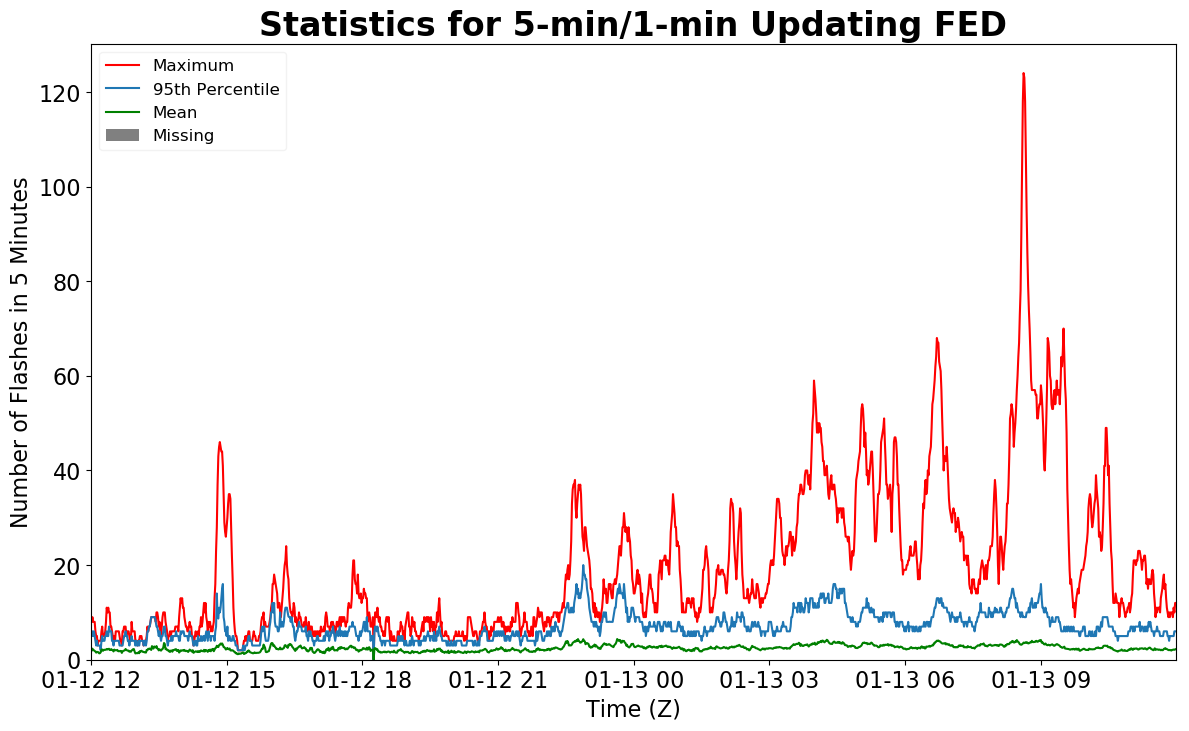 Statistics for 5-min/1-min Updating FED
Number of Flashes in 5 Minutes
Maximum
95th Percentile
Mean
Missing
120
100
80
60
40
20
0
01-12 12
01-12 15
01-12 18
01-12 21
01-13 00
01-13 03
01-13 06
01-13 09
Time (Z)